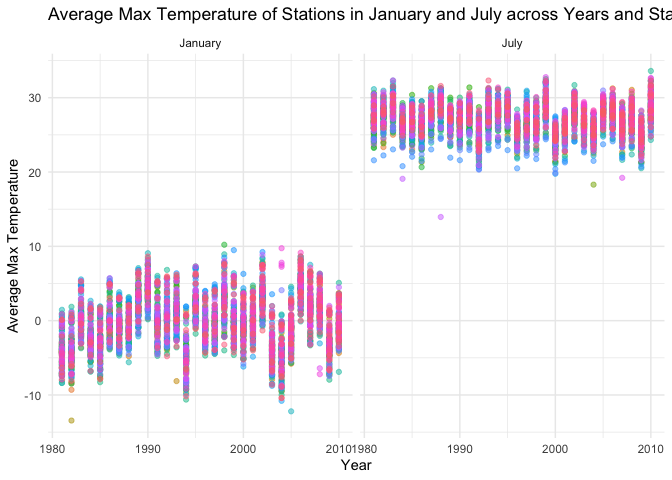 Average Max Temperature of Stations in January and July across Years and Sta
January July
30
20
10
0
-10
Average Max Temperature
1980 1990 2000 2010 1980 1990 2000 2010
Year